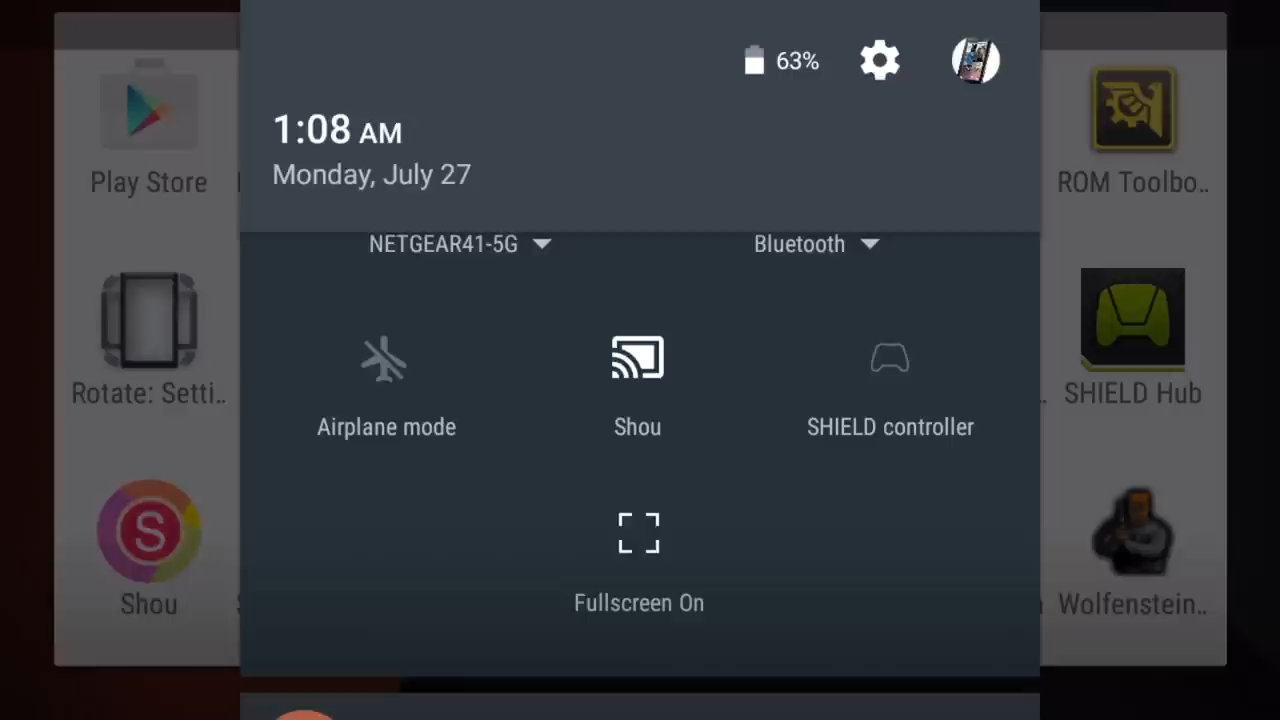 63%
1:08 AM
Monday, July 27
Play Store
ROM Toolbo..
NETGEAR41-5G
Bluetooth
Rotate: Setti..
Airplane mode
Shou
SHIELD controller
SHIELD Hub
S
Shou
Fullscreen On
Wolfenstein..